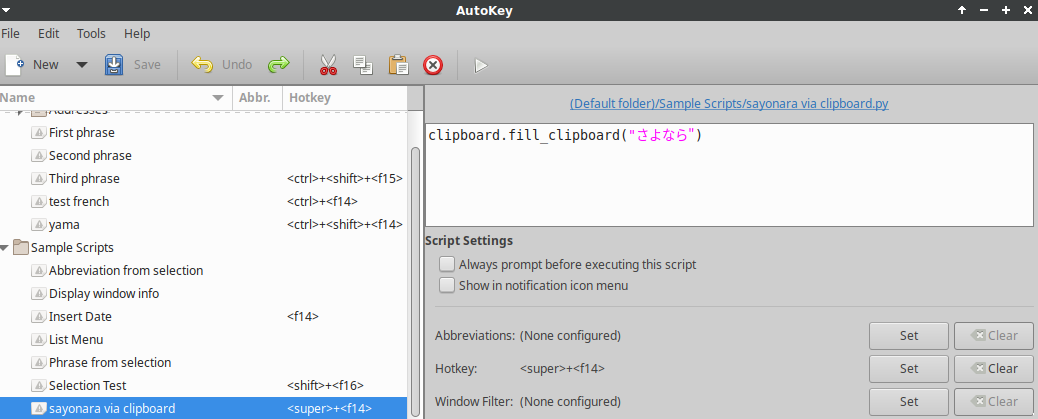 AutoKey
File Edit Tools Help
New Save Undo
Name Abbr. Hotkey
Addresses
First phrase
Second phrase
Third phrase <ctrl>+<shift>+<f15>
test french <ctrl>+<f14>
yama <ctrl>+<shift>+<f14>
Sample Scripts
Abbreviation from selection
Display window info
Insert Date <f14>
List Menu
Phrase from selection
Selection Test <shift>+<f16>
sayonara via clipboard <super>+<f14>
(Default folder)/Sample Scripts/sayonara via clipboard.py
clipboard.fill_clipboard("さよなら")
Script Settings
Always prompt before executing this script
Show in notification icon menu
Abbreviations: (None configured) Set Clear
Hotkey: <super>+<f14> Set Clear
Window Filter: (None configured) Set Clear